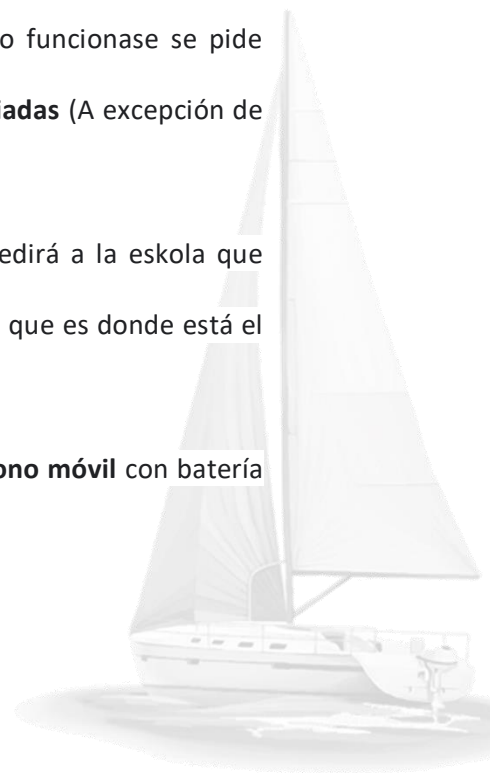 o funcionase se pide
iadas (A excepción de
edirá a la eskola que
que es donde está el
ono móvil con batería